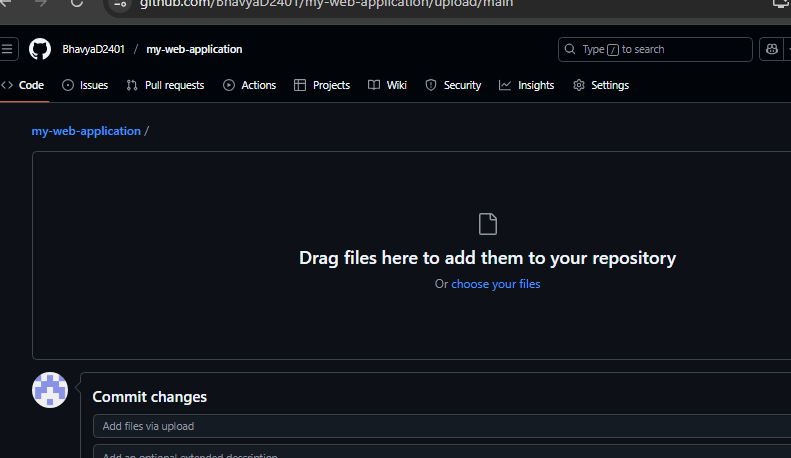 github.com/BhavyaD2401/my-web-application/upload/main
BhavyaD2401 / my-web-application
Type / to search
Code Issues Pull requests Actions Projects Wiki Security Insights Settings
my-web-application /
Drag files here to add them to your repository
Or choose your files
Commit changes
Add files via upload
Add an optional extended description